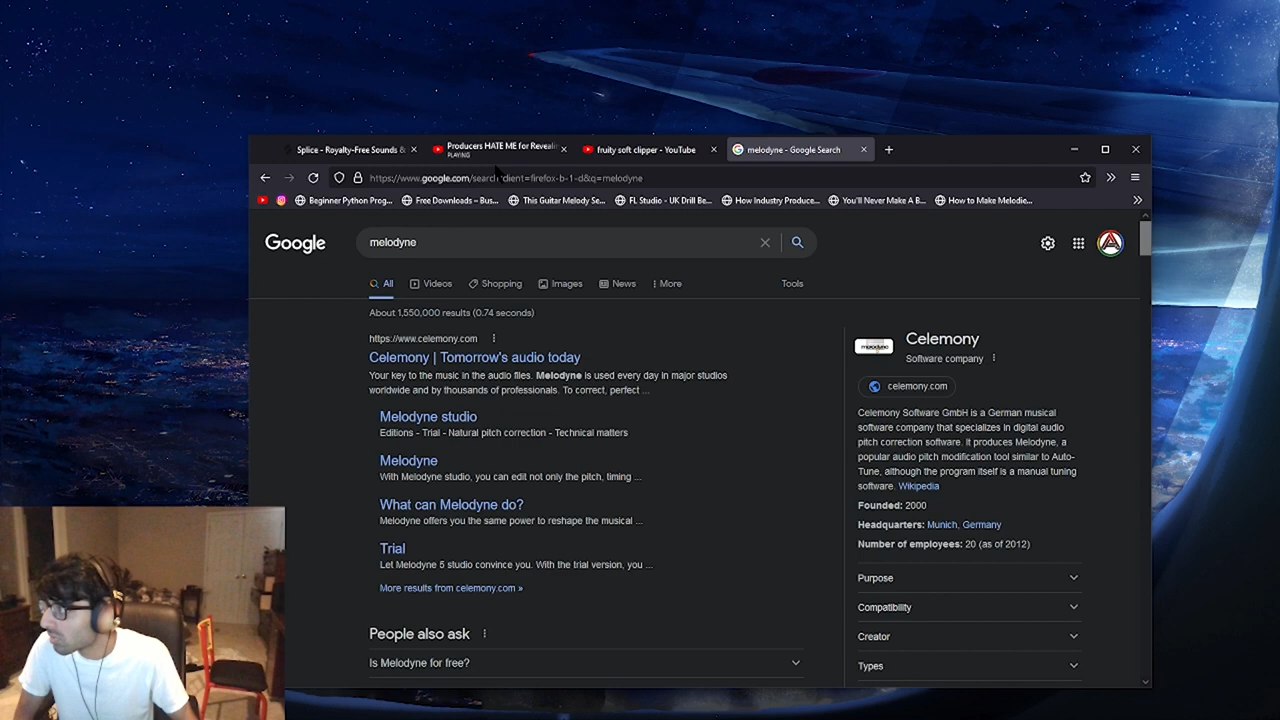 Splice - Royalty-Free Sounds &
Producers HATE ME for Reveali
PLAYING
fruity soft clipper - YouTube
melodyne - Google Search
https://www.google.com/search?client=firefox-b-1-d&q=melodyne
Beginner Python Prog...
Free Downloads – Bus...
This Guitar Melody Se...
FL Studio - UK Drill Be...
How Industry Produce...
You'll Never Make A B...
How to Make Melodie...
Google
melodyne
All
Videos
Shopping
Images
News
More
Tools
About 1,550,000 results (0.74 seconds)
https://www.celemony.com
Celemony | Tomorrow's audio today
Your key to the music in the audio files. Melodyne is used every day in major studios
worldwide and by thousands of professionals. To correct, perfect ...
Melodyne studio
Editions - Trial - Natural pitch correction - Technical matters
Melodyne
With Melodyne studio, you can edit not only the pitch, timing ...
What can Melodyne do?
Melodyne offers you the same power to reshape the musical ...
Trial
Let Melodyne 5 studio convince you. With the trial version, you ...
More results from celemony.com »
People also ask
Is Melodyne for free?
melodyne
Celemony
Software company
celemony.com
Celemony Software GmbH is a German musical
software company that specializes in digital audio
pitch correction software. It produces Melodyne, a
popular audio pitch modification tool similar to Auto-
Tune, although the program itself is a manual tuning
software. Wikipedia
Founded: 2000
Headquarters: Munich, Germany
Number of employees: 20 (as of 2012)
Purpose
Compatibility
Creator
Types